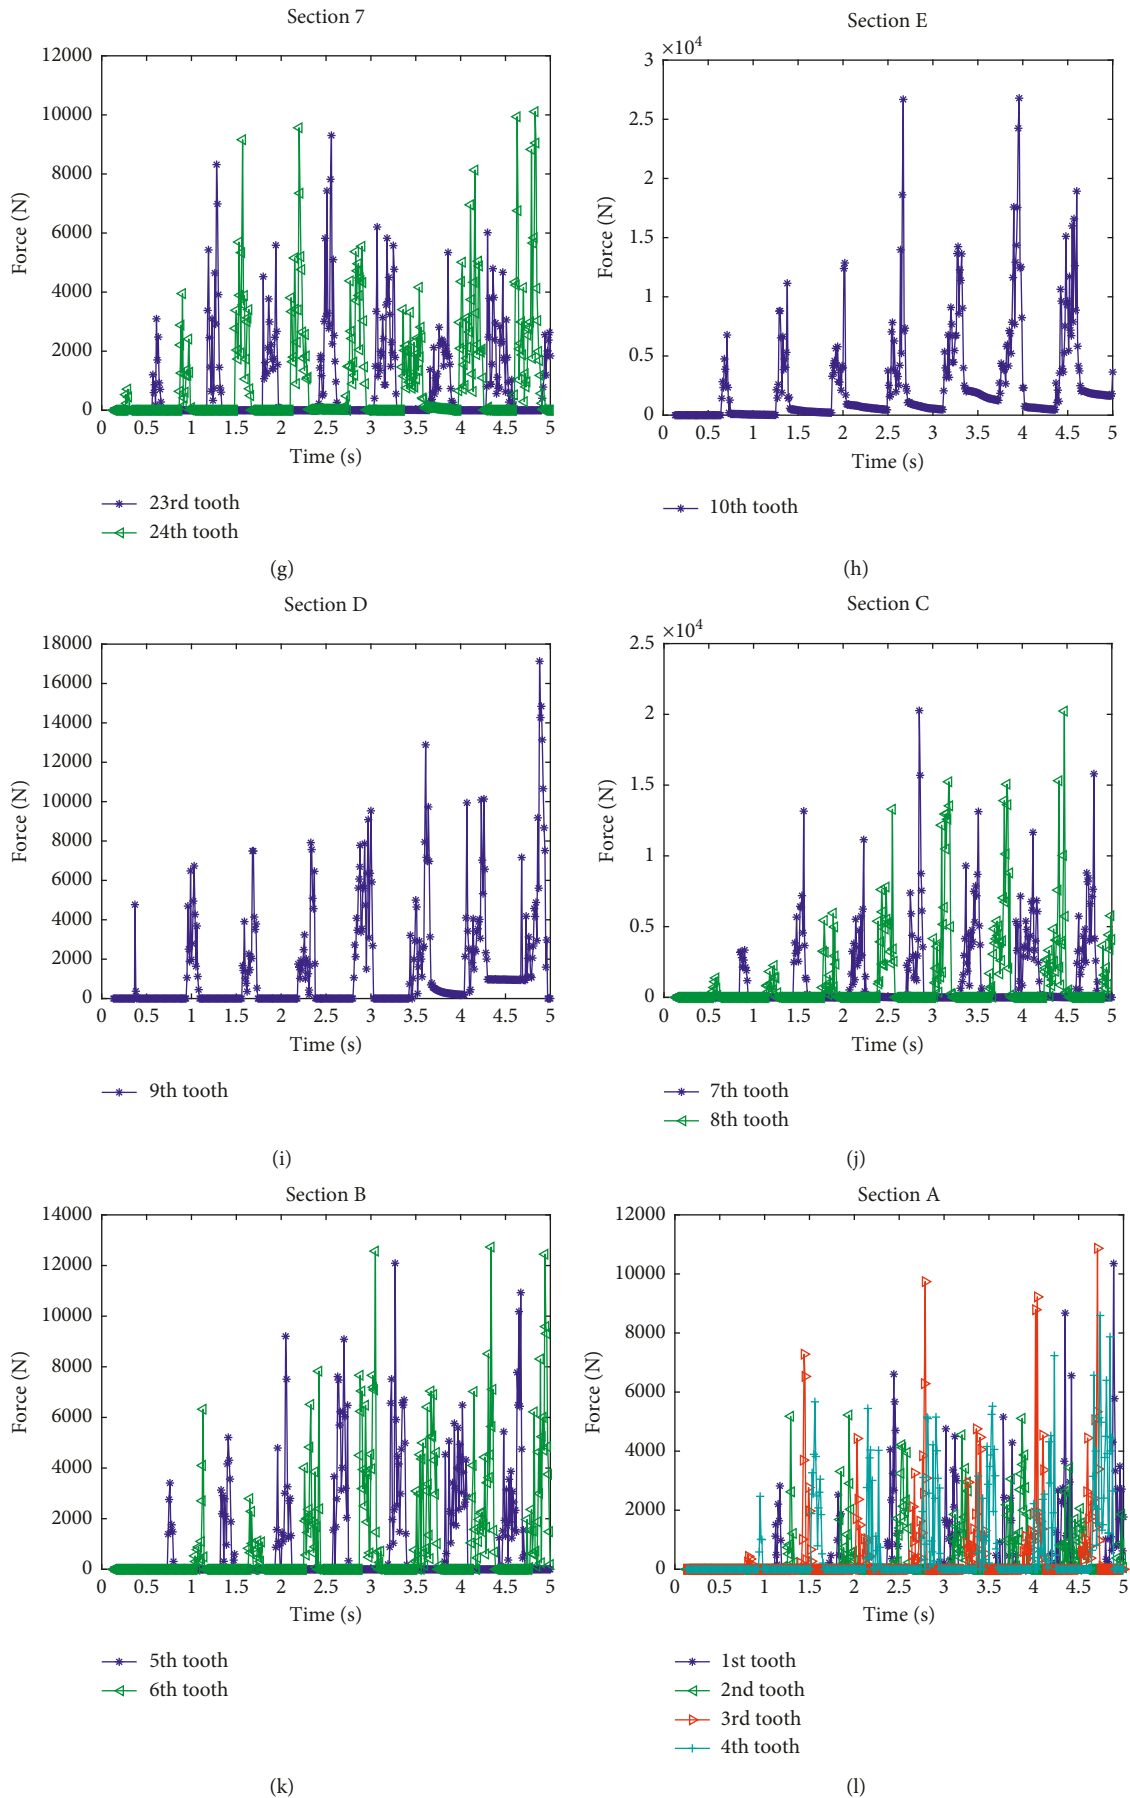 Section 7
12000
10000
8000
6000
4000
2000
0
Force (N)
0 0.5 1 1.5 2 2.5 3 3.5 4 4.5 5
Time (s)
23rd tooth
24th tooth
(g)
Section E
×10⁴
3
2.5
2
1.5
1
0.5
0
Force (N)
0 0.5 1 1.5 2 2.5 3 3.5 4 4.5 5
Time (s)
10th tooth
(h)
Section D
18000
16000
14000
12000
10000
8000
6000
4000
2000
0
Force (N)
0 0.5 1 1.5 2 2.5 3 3.5 4 4.5 5
Time (s)
9th tooth
(i)
Section C
×10⁴
2.5
2
1.5
1
0.5
0
Force (N)
0 0.5 1 1.5 2 2.5 3 3.5 4 4.5 5
Time (s)
7th tooth
8th tooth
(j)
Section B
14000
12000
10000
8000
6000
4000
2000
0
Force (N)
0 0.5 1 1.5 2 2.5 3 3.5 4 4.5 5
Time (s)
5th tooth
6th tooth
(k)
Section A
12000
10000
8000
6000
4000
2000
0
Force (N)
0 0.5 1 1.5 2 2.5 3 3.5 4 4.5 5
Time (s)
1st tooth
2nd tooth
3rd tooth
4th tooth
(l)